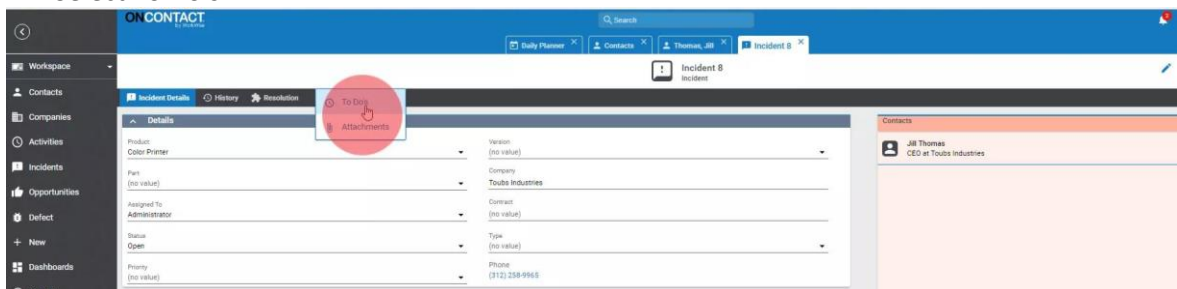 ONCONTACT
Search
Daily Planner
Contacts
Thomas, Jill
Incident 8
Workspace
Incident 8
Incident
Contacts
Incident Details
History
Resolution
To Dos
Attachments
Companies
Details
Contacts
Activities
Product
Color Printer
Version
(no value)
Jill Thomas
CEO at Toubs Industries
Incidents
Part
(no value)
Company
Toubs Industries
Opportunities
Assigned To
Administrator
Contract
(no value)
Defect
Status
Open
Type
(no value)
New
Dashboards
Priority
(no value)
Phone
(312) 258-9965